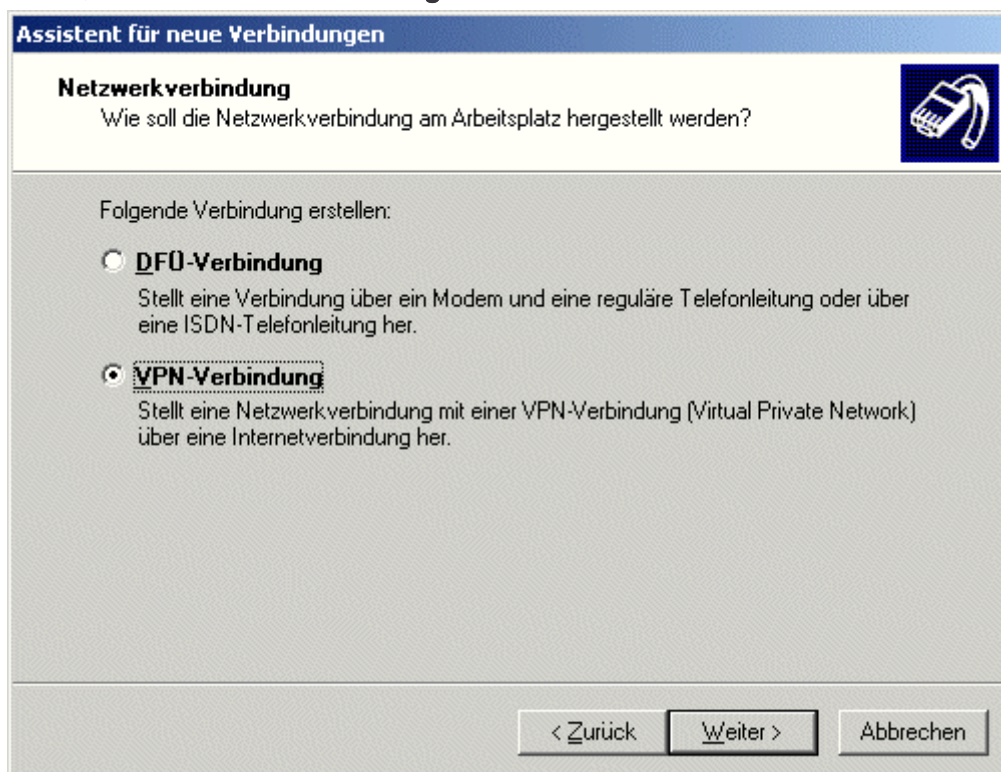 Assistent für neue Verbindungen
Netzwerkverbindung
Wie soll die Netzwerkverbindung am Arbeitsplatz hergestellt werden?
Folgende Verbindung erstellen:
DFÜ-Verbindung
Stellt eine Verbindung über ein Modem und eine reguläre Telefonleitung oder über
eine ISDN-Telefonleitung her.
VPN-Verbindung
Stellt eine Netzwerkverbindung mit einer VPN-Verbindung (Virtual Private Network)
über eine Internetverbindung her.
< Zurück Weiter > Abbrechen